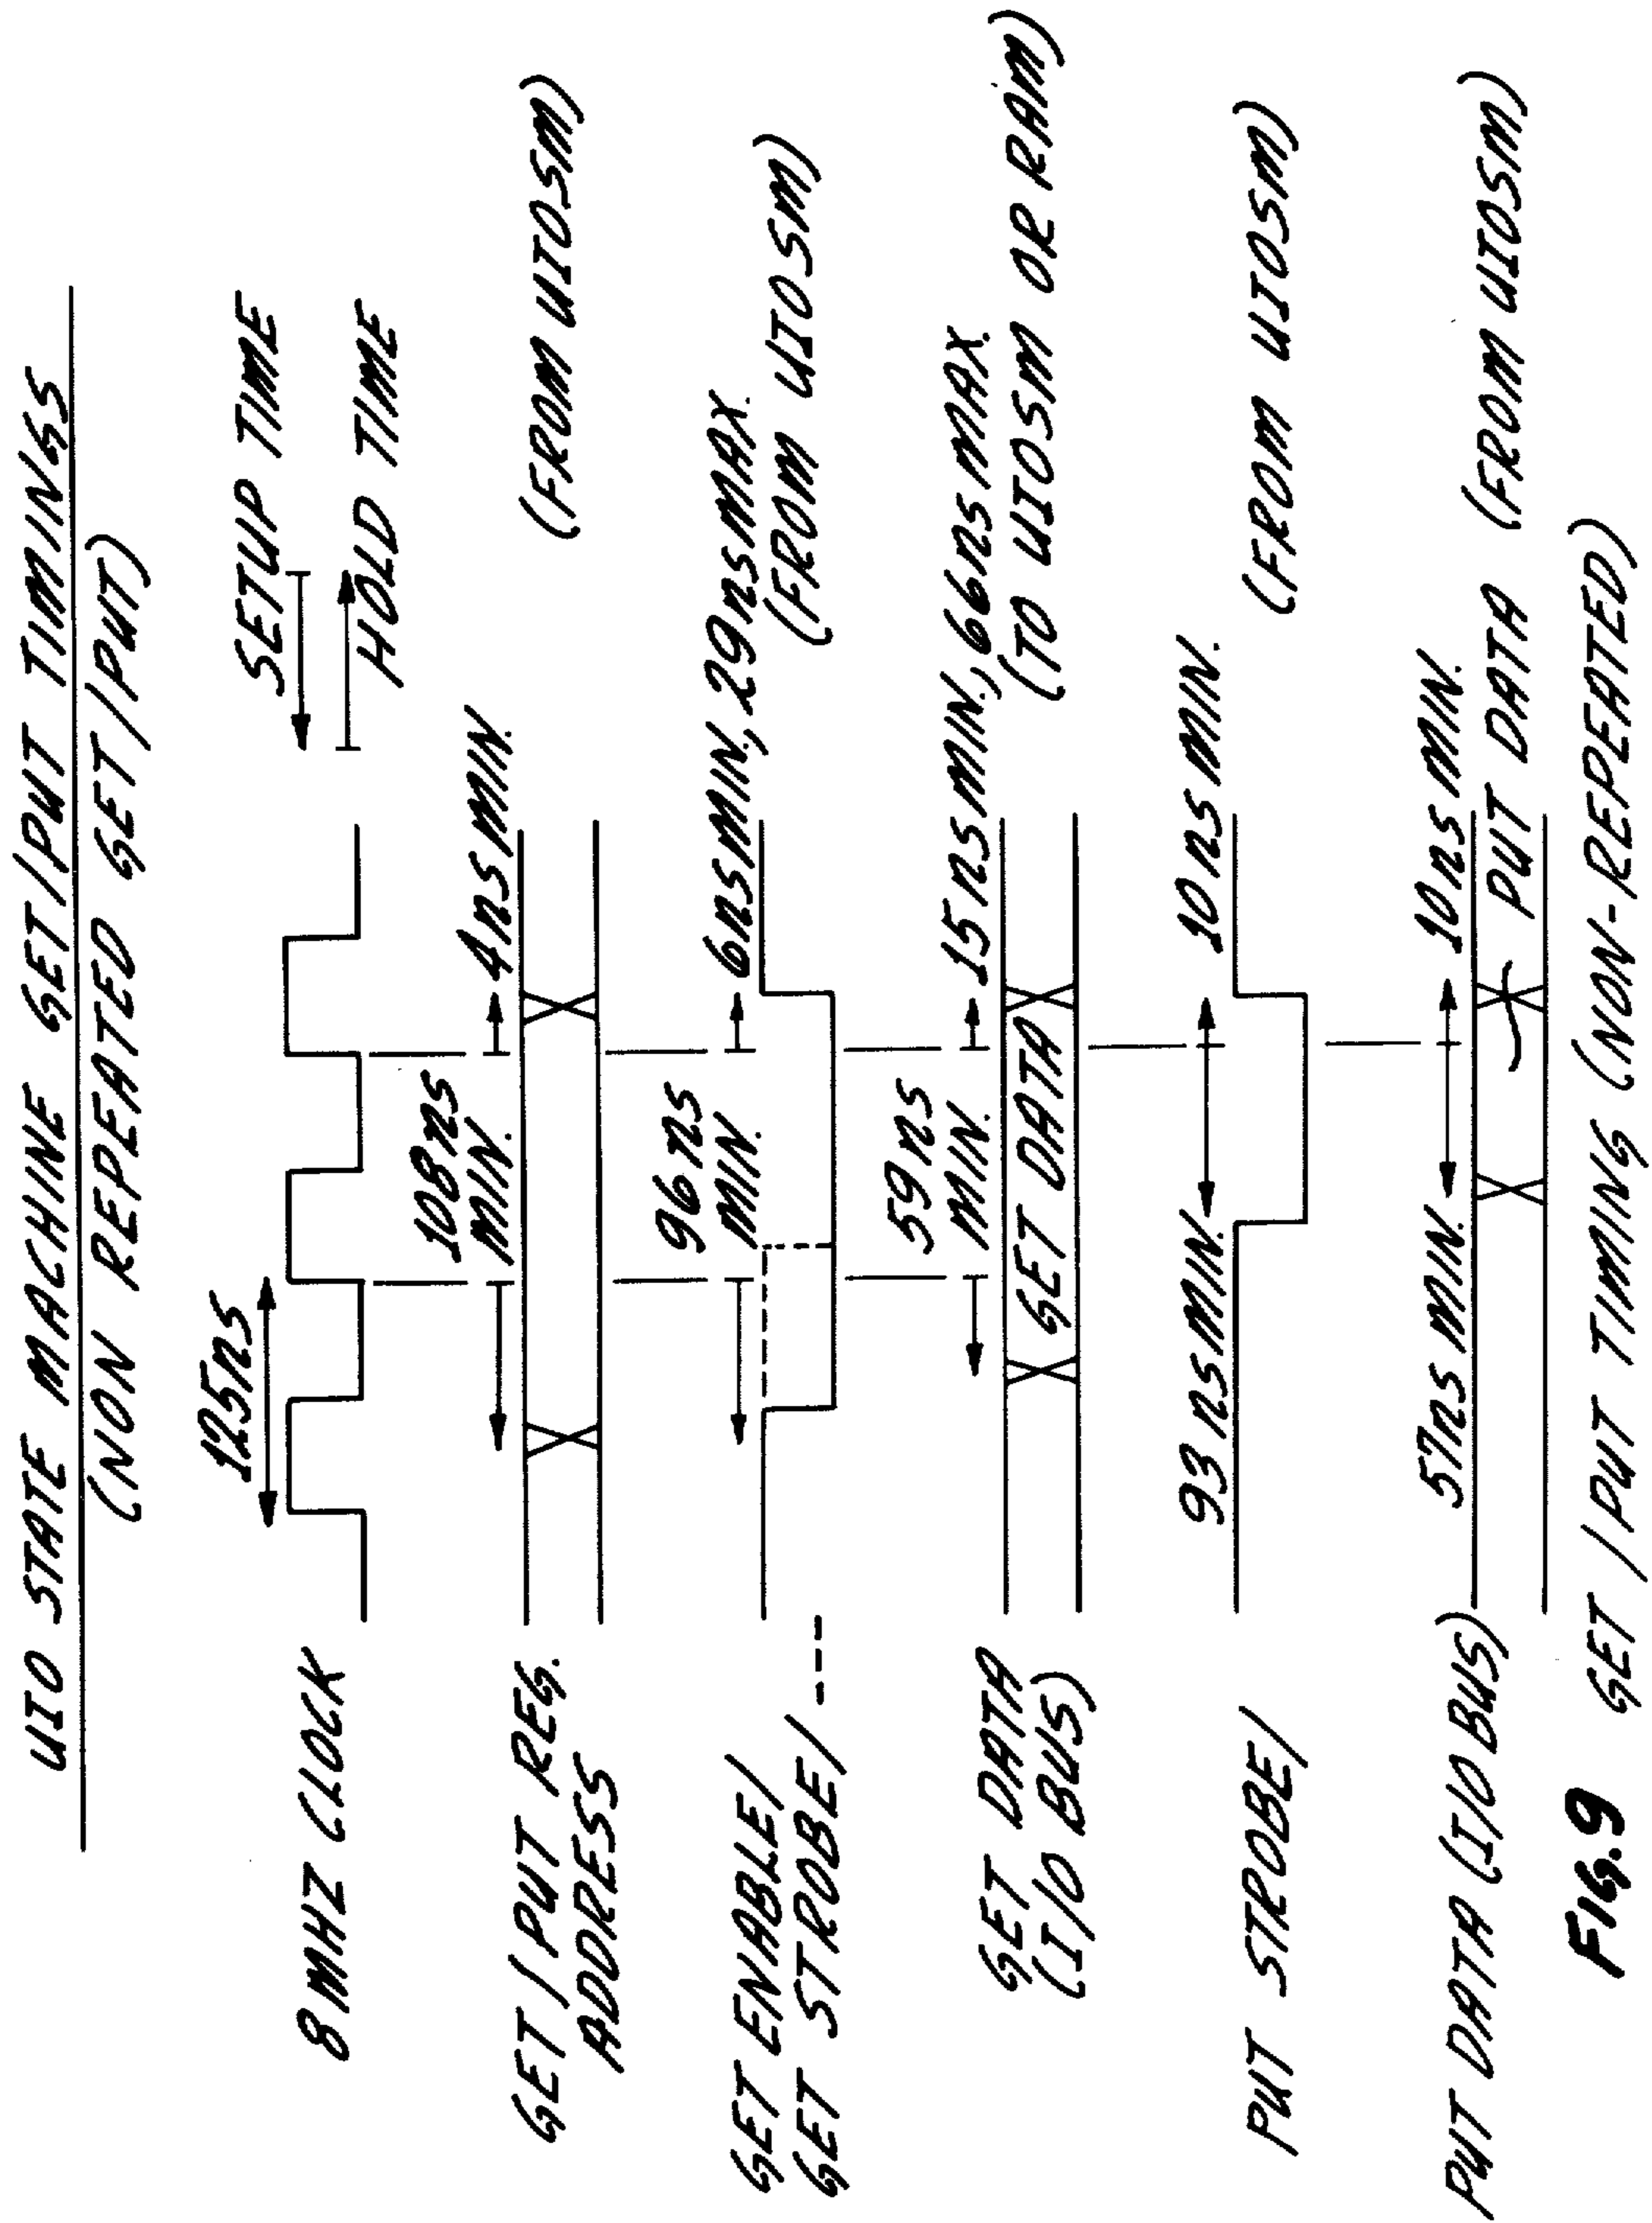 UIO STATE MACHINE GET/PUT TIMINGS
(NON REPEATED GET/PUT)
SETUP TIME
HOLD TIME
125ns
8 MHZ CLOCK
108ns
MIN.
4ns MIN.
GET/PUT REG.
ADDRESS
(FROM UIOSM)
96ns
MIN.
6ns MIN., 29ns MAX.
GET ENABLE/
GET STROBE/ ---
(FROM UIOSM)
59ns
MIN.
15ns MIN., 66ns MAX.
GET DATA
(I/O BUS)
GET DATA
(TO UIOSM OR RAM)
93ns MIN.
10ns MIN.
PUT STROBE/
(FROM UIOSM)
57ns MIN.
10ns MIN.
PUT DATA (I/O BUS)
PUT DATA
(FROM UIOSM)
FIG. 9 GET/PUT TIMING (NON-REPEATED)